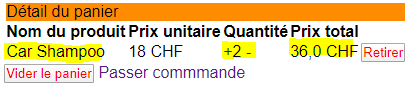 Détail du panier
Nom du produit Prix unitaire Quantité Prix total
Car Shampoo 18 CHF +2 - 36,0 CHF Retirer
Vider le panier Passer commmande